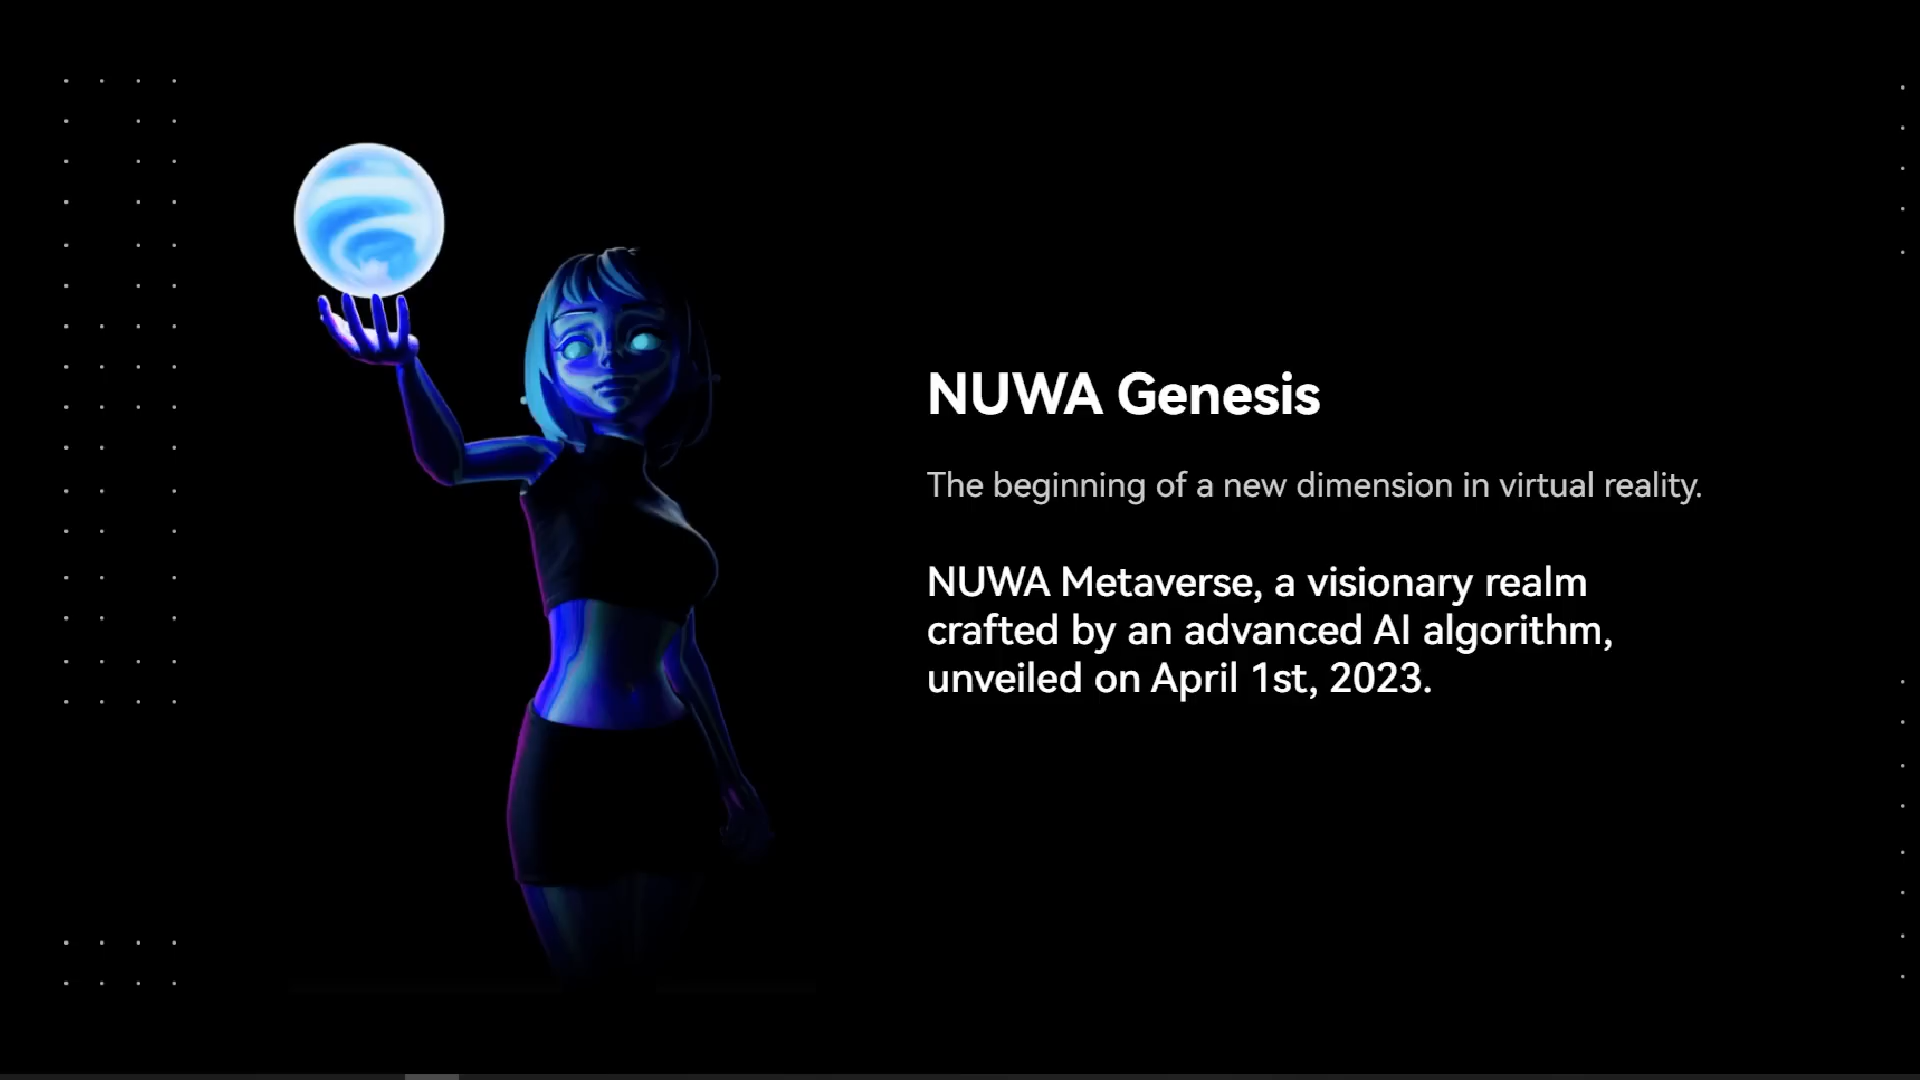 NUWA Genesis
The beginning of a new dimension in virtual reality.
NUWA Metaverse, a visionary realm
crafted by an advanced AI algorithm,
unveiled on April 1st, 2023.